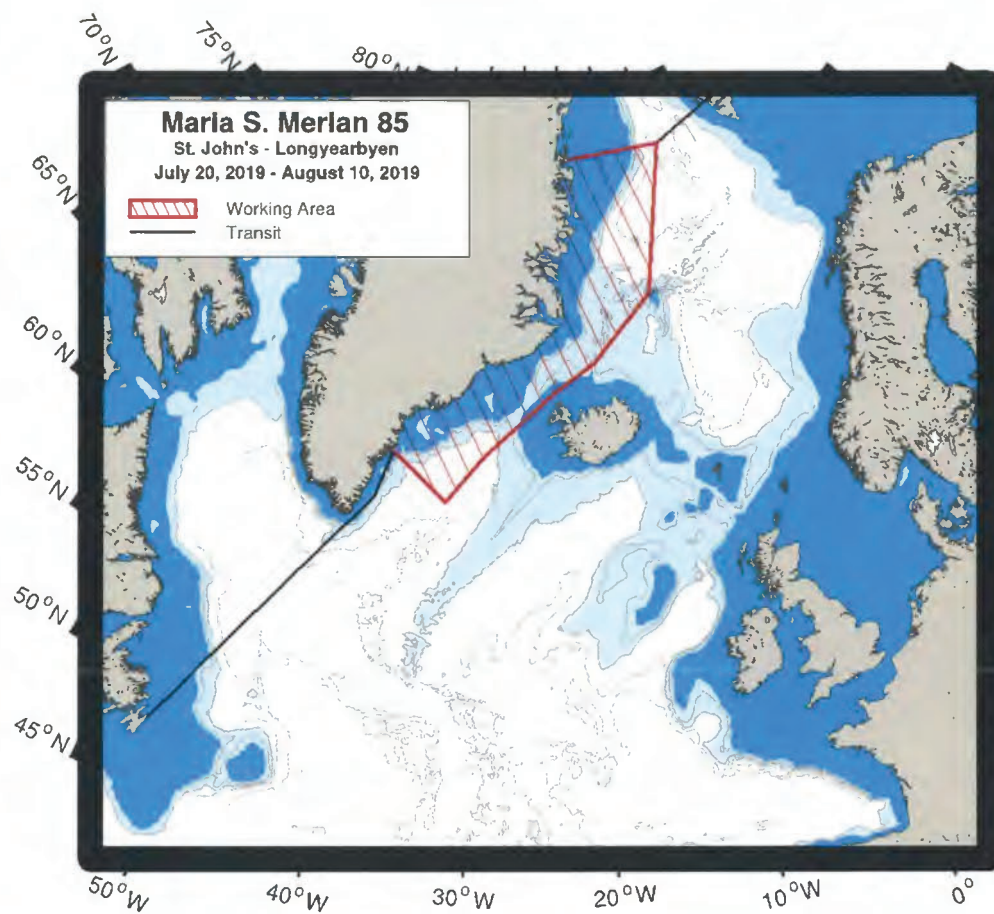 70°N
75°N
80°
Maria S. Merian 85
St. John's - Longyearbyen
July 20, 2019 - August 10, 2019
Working Area
Transit
65°N
60°N
55°N
50°N
45°N
50°W
40°W
30°W
20°W
10°W
0°